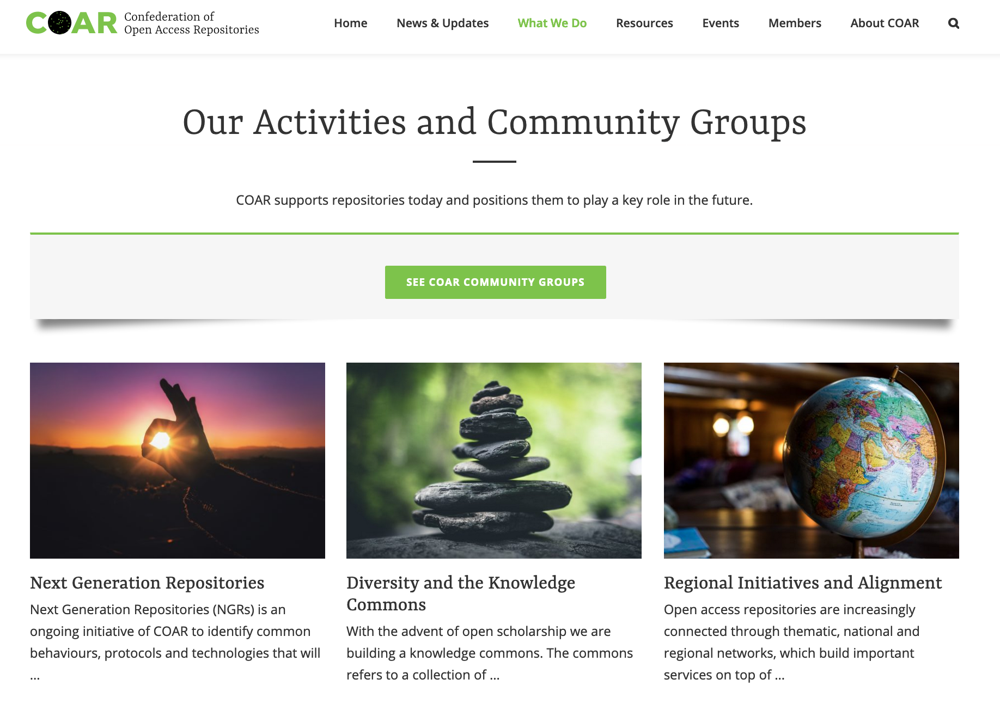 COAR
Confederation of
Open Access Repositories
Home
News & Updates
What We Do
Resources
Events
Members
About COAR
Our Activities and Community Groups
COAR supports repositories today and positions them to play a key role in the future.
SEE COAR COMMUNITY GROUPS
Next Generation Repositories
Next Generation Repositories (NGRs) is an
ongoing initiative of COAR to identify common
behaviours, protocols and technologies that will
...
Diversity and the Knowledge
Commons
With the advent of open scholarship we are
building a knowledge commons. The commons
refers to a collection of ...
Regional Initiatives and Alignment
Open access repositories are increasingly
connected through thematic, national and
regional networks, which build important
services on top of ...